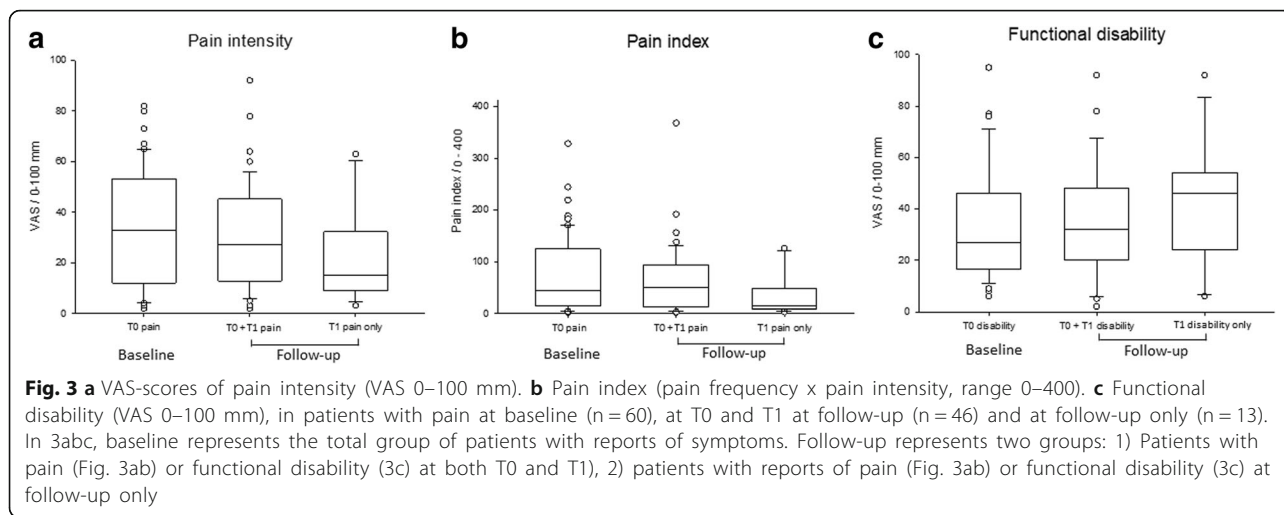 a
Pain intensity
100
80
60
40
20
0
VAS / 0-100 mm
T0 pain
T0 +T1 pain
T1 pain only
Baseline
Follow-up
b
Pain index
400
300
200
100
0
Pain index / 0 - 400
T0 pain
T0 +T1 pain
T1 pain only
Baseline
Follow-up
c
Functional disability
100
80
60
40
20
0
VAS / 0-100 mm
T0 disability
T0 + T1 disability
T1 disability only
Baseline
Follow-up
Fig. 3 a VAS-scores of pain intensity (VAS 0–100 mm). b Pain index (pain frequency x pain intensity, range 0–400). c Functional
disability (VAS 0–100 mm), in patients with pain at baseline (n = 60), at T0 and T1 at follow-up (n = 46) and at follow-up only (n = 13).
In 3abc, baseline represents the total group of patients with reports of symptoms. Follow-up represents two groups: 1) Patients with
pain (Fig. 3ab) or functional disability (3c) at both T0 and T1), 2) patients with reports of pain (Fig. 3ab) or functional disability (3c) at
follow-up only